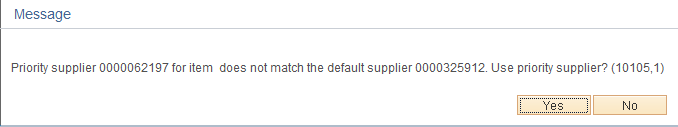 Message
Priority supplier 0000062197 for item  does not match the default supplier 0000325912. Use priority supplier? (10105,1)
Yes No